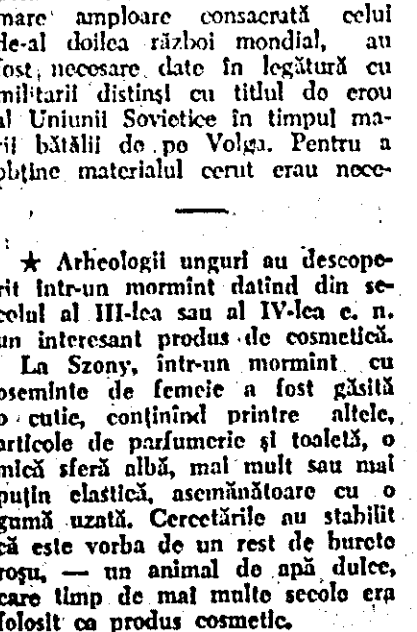 mare amploare consacrată celui
de-al doilea război mondial, au
fost necesare date în legătură cu
militarii distinși cu titlul de erou
al Uniunii Sovietice în timpul ma-
rii bătălii de pe Volga. Pentru a
obține materialul cerut erau nece-
★ Arheologii unguri au descope-
rit într-un mormînt datînd din se-
colul al III-lea sau al IV-lea e. n.
un interesant produs de cosmetică.
La Szony, într-un mormînt cu
oseminte de femeie a fost găsită
o cutie, conținînd printre altele,
articole de parfumerie și toaletă, o
mică sferă albă, mai mult sau mai
puțin elastică, asemănătoare cu o
gumă uzată. Cercetările au stabilit
că este vorba de un rest de burete
roșu, — un animal de apă dulce,
care timp de mai multe secole era
folosit ca produs cosmetic.